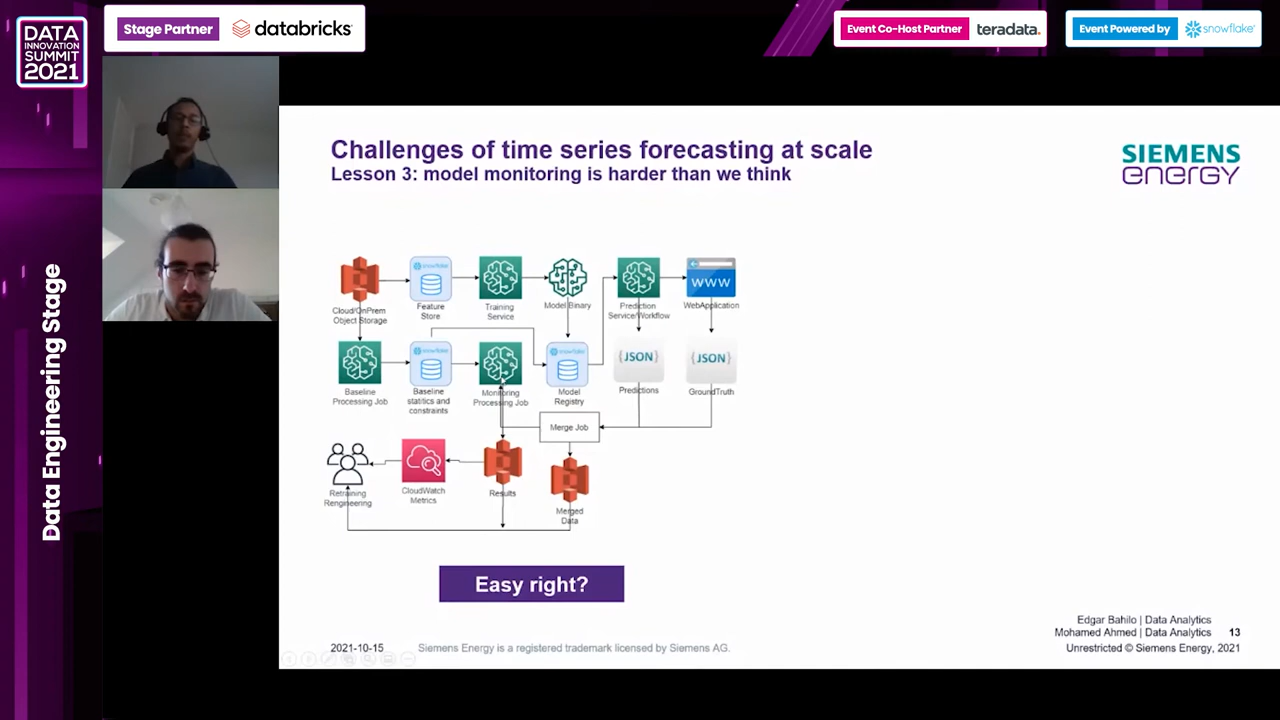 DATA
INNOVATION
SUMMIT
2021
Stage Partner
databricks
Event Co-Host Partner
teradata.
Event Powered by
snowflake
Data Engineering Stage
Challenges of time series forecasting at scale
Lesson 3: model monitoring is harder than we think
SIEMENS
energy
Cloud/OnPrem
Object Storage
snowflake
Feature
Store
Training
Service
Model Binary
Prediction
Service/Workflow
WWW
WebApplication
Baseline
Processing Job
snowflake
Baseline
statitics and
constraints
Monitoring
Processing Job
snowflake
Model
Registry
{JSON}
Predictions
{JSON}
GroundTruth
Merge Job
Retraining
Rengineering
CloudWatch
Metrics
Results
Merged
Data
Easy right?
2021-10-15
Siemens Energy is a registered trademark licensed by Siemens AG.
Edgar Bahilo | Data Analytics
Mohamed Ahmed | Data Analytics
13
Unrestricted © Siemens Energy, 2021